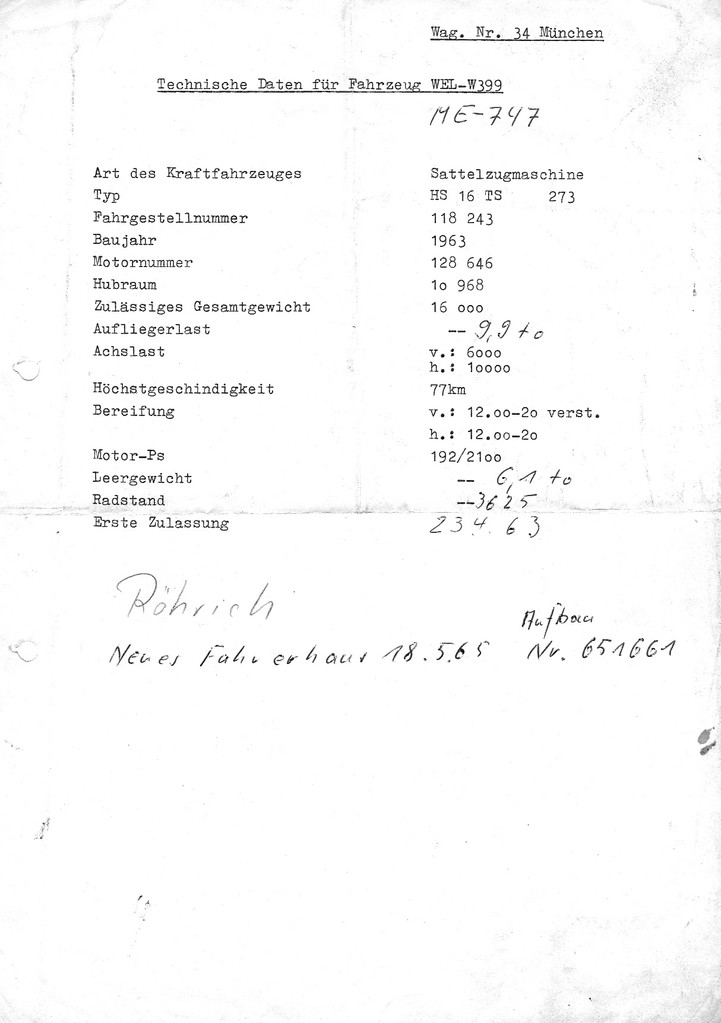 Wag. Nr. 34 München
Technische Daten für Fahrzeug WEL-W399
ME-747
Art des Kraftfahrzeuges Sattelzugmaschine
Typ HS 16 TS 273
Fahrgestellnummer 118 243
Baujahr 1963
Motornummer 128 646
Hubraum 1o 968
Zulässiges Gesamtgewicht 16 ooo
Aufliegerlast -- 9,9 to
Achslast v.: 6ooo
h.: 1oooo
Höchstgeschindigkeit 77km
Bereifung v.: 12.oo-2o verst.
h.: 12.oo-2o
Motor-Ps 192/21oo
Leergewicht -- 6,1 to
Radstand --3625
Erste Zulassung 23 4. 63
Röhrich
Aufbau
Neues Fahrerhaus 18.5.65 Nr. 651661